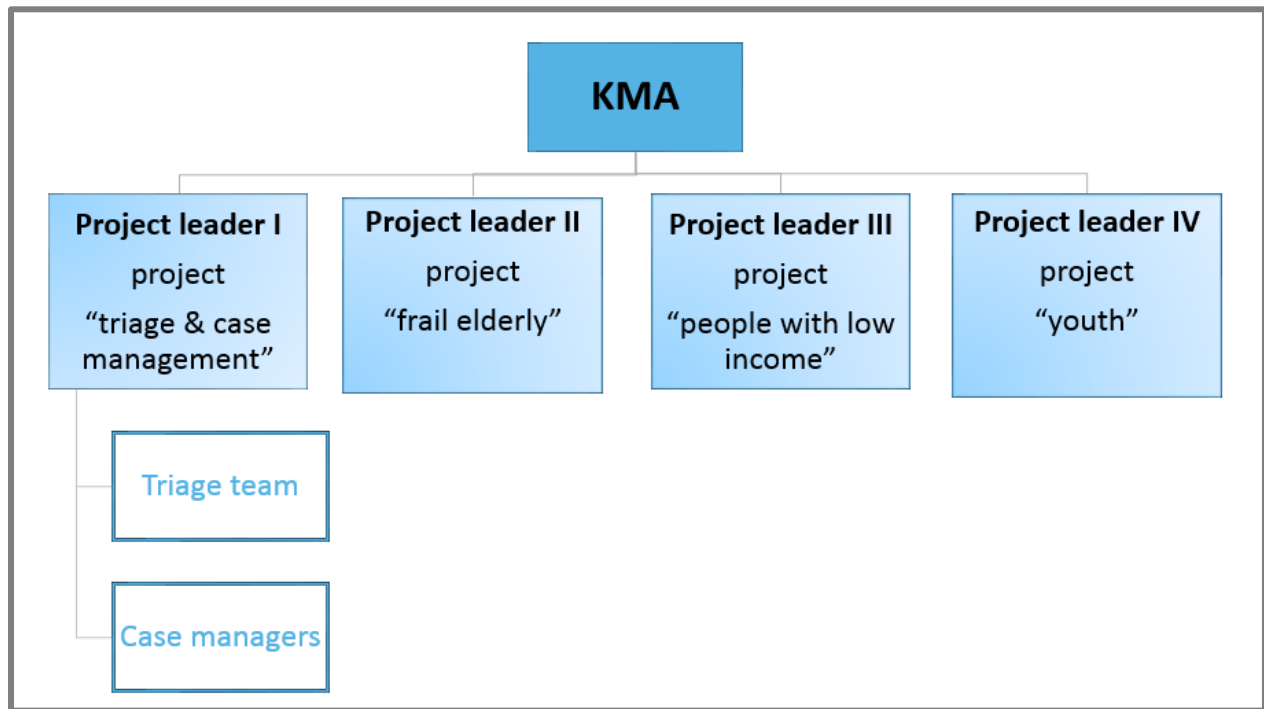 KMA
Project leader I
project
“triage & case
management”
Project leader II
project
“frail elderly”
Project leader III
project
“people with low
income”
Project leader IV
project
“youth”
Triage team
Case managers